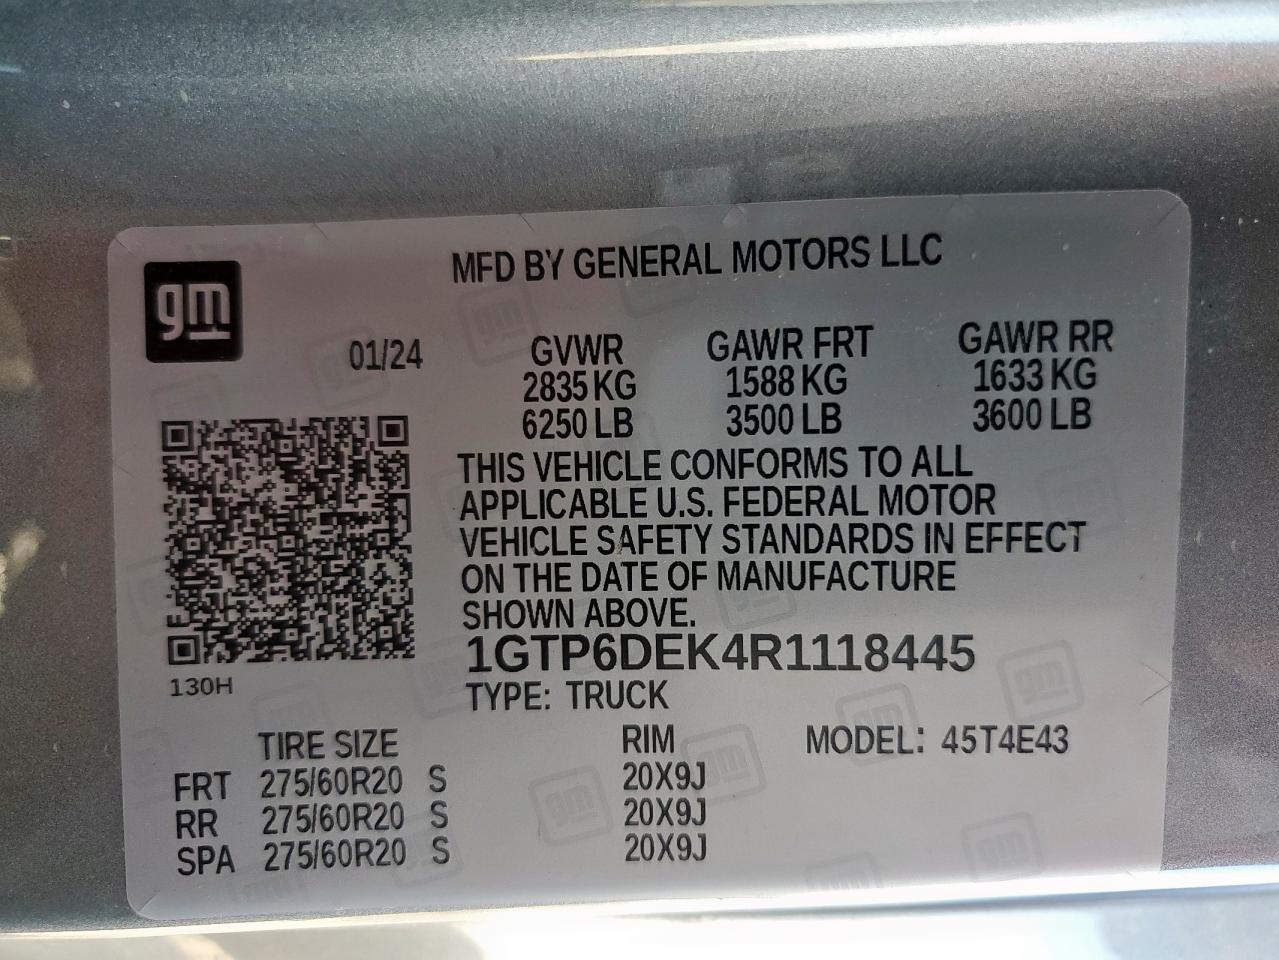 MFD BY GENERAL MOTORS LLC
gm
01/24
GVWR GAWR FRT GAWR RR
2835 KG 1588 KG 1633 KG
6250 LB 3500 LB 3600 LB
THIS VEHICLE CONFORMS TO ALL
APPLICABLE U.S. FEDERAL MOTOR
VEHICLE SAFETY STANDARDS IN EFFECT
ON THE DATE OF MANUFACTURE
SHOWN ABOVE.
1GTP6DEK4R1118445
130H
TYPE: TRUCK
TIRE SIZE RIM MODEL: 45T4E43
FRT 275/60R20 S 20X9J
RR 275/60R20 S 20X9J
SPA 275/60R20 S 20X9J